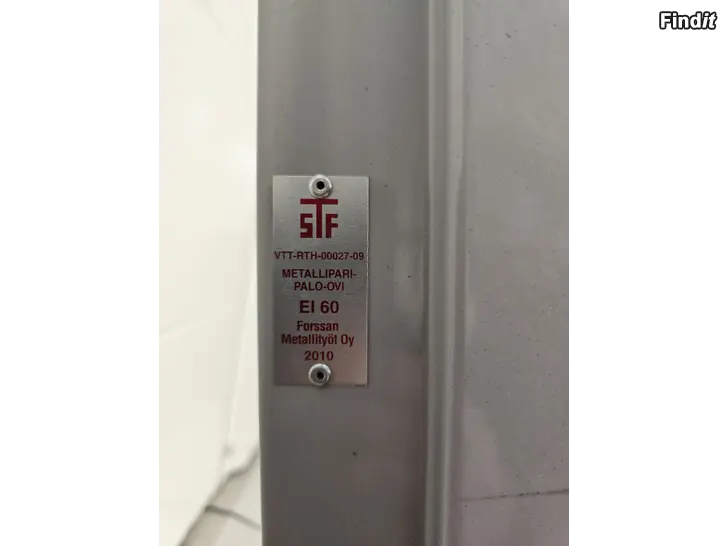 Findit
STF
VTT-RTH-00027-09
METALLIPARI-
PALO-OVI
EI 60
Forssan
Metallityöt Oy
2010